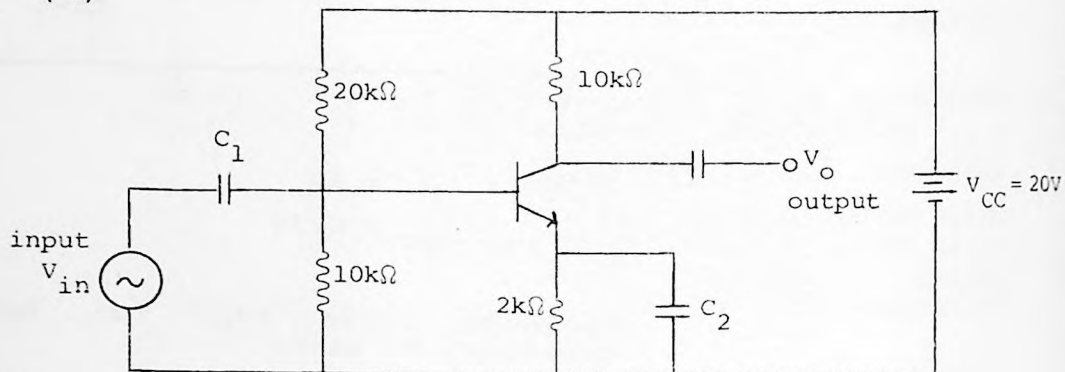 20kΩ
10kΩ
C1
Vo
output
VCC = 20V
input
Vin
10kΩ
2kΩ
C2